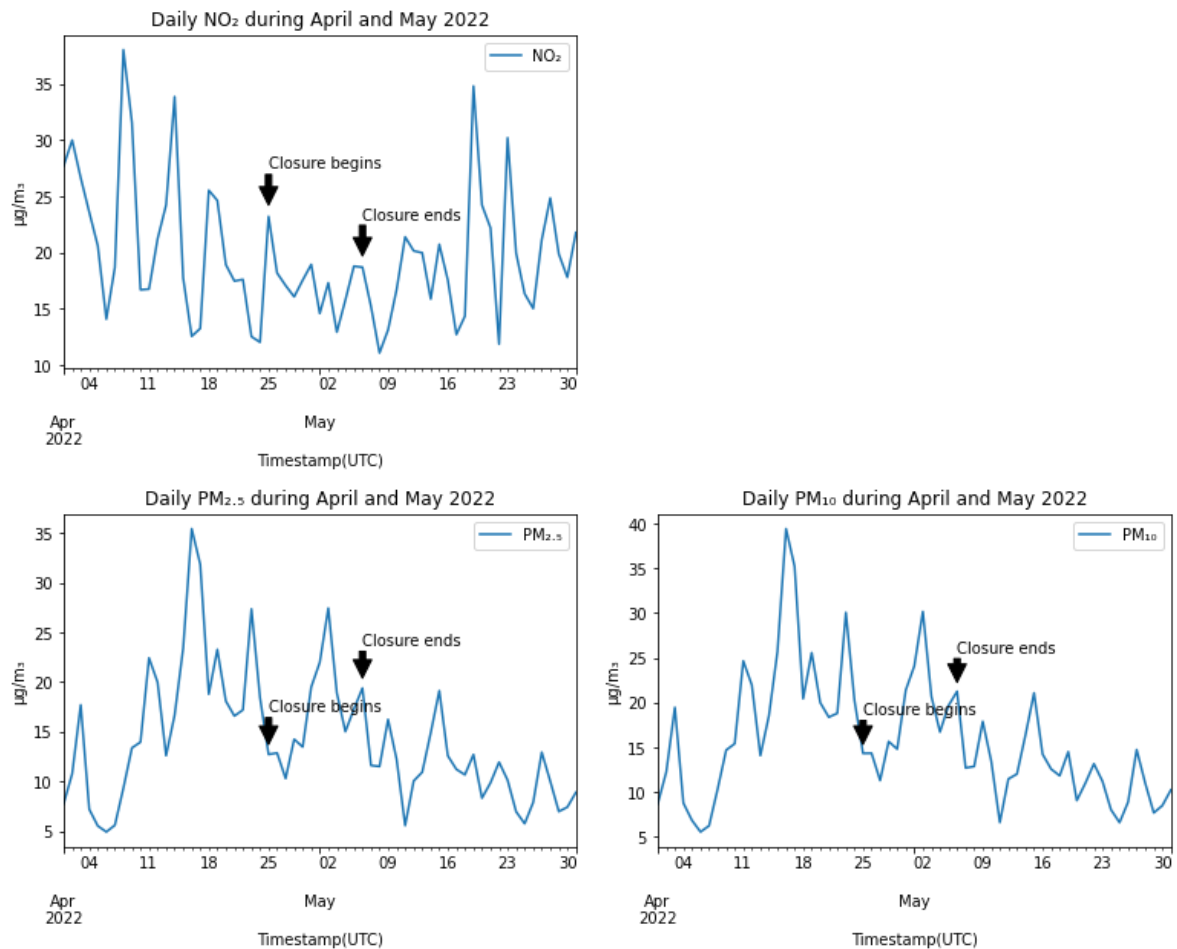 Daily NO₂ during April and May 2022
NO₂
35
30
25
20
15
10
µg/m₃
Closure begins
Closure ends
04 11 18 25 02 09 16 23 30
Apr
2022
May
Timestamp(UTC)
Daily PM₂.₅ during April and May 2022
PM₂.₅
35
30
25
20
15
10
5
µg/m₃
Closure ends
Closure begins
04 11 18 25 02 09 16 23 30
Apr
2022
May
Timestamp(UTC)
Daily PM₁₀ during April and May 2022
PM₁₀
40
35
30
25
20
15
10
5
µg/m₃
Closure ends
Closure begins
04 11 18 25 02 09 16 23 30
Apr
2022
May
Timestamp(UTC)